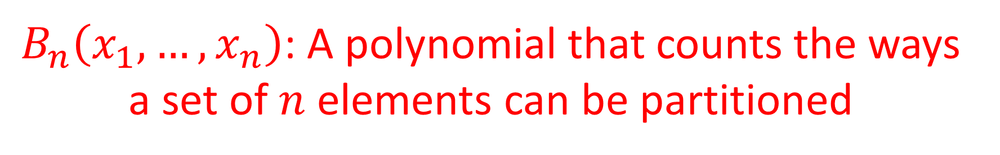 Bₙ(x₁, … , xₙ): A polynomial that counts the ways
a set of n elements can be partitioned